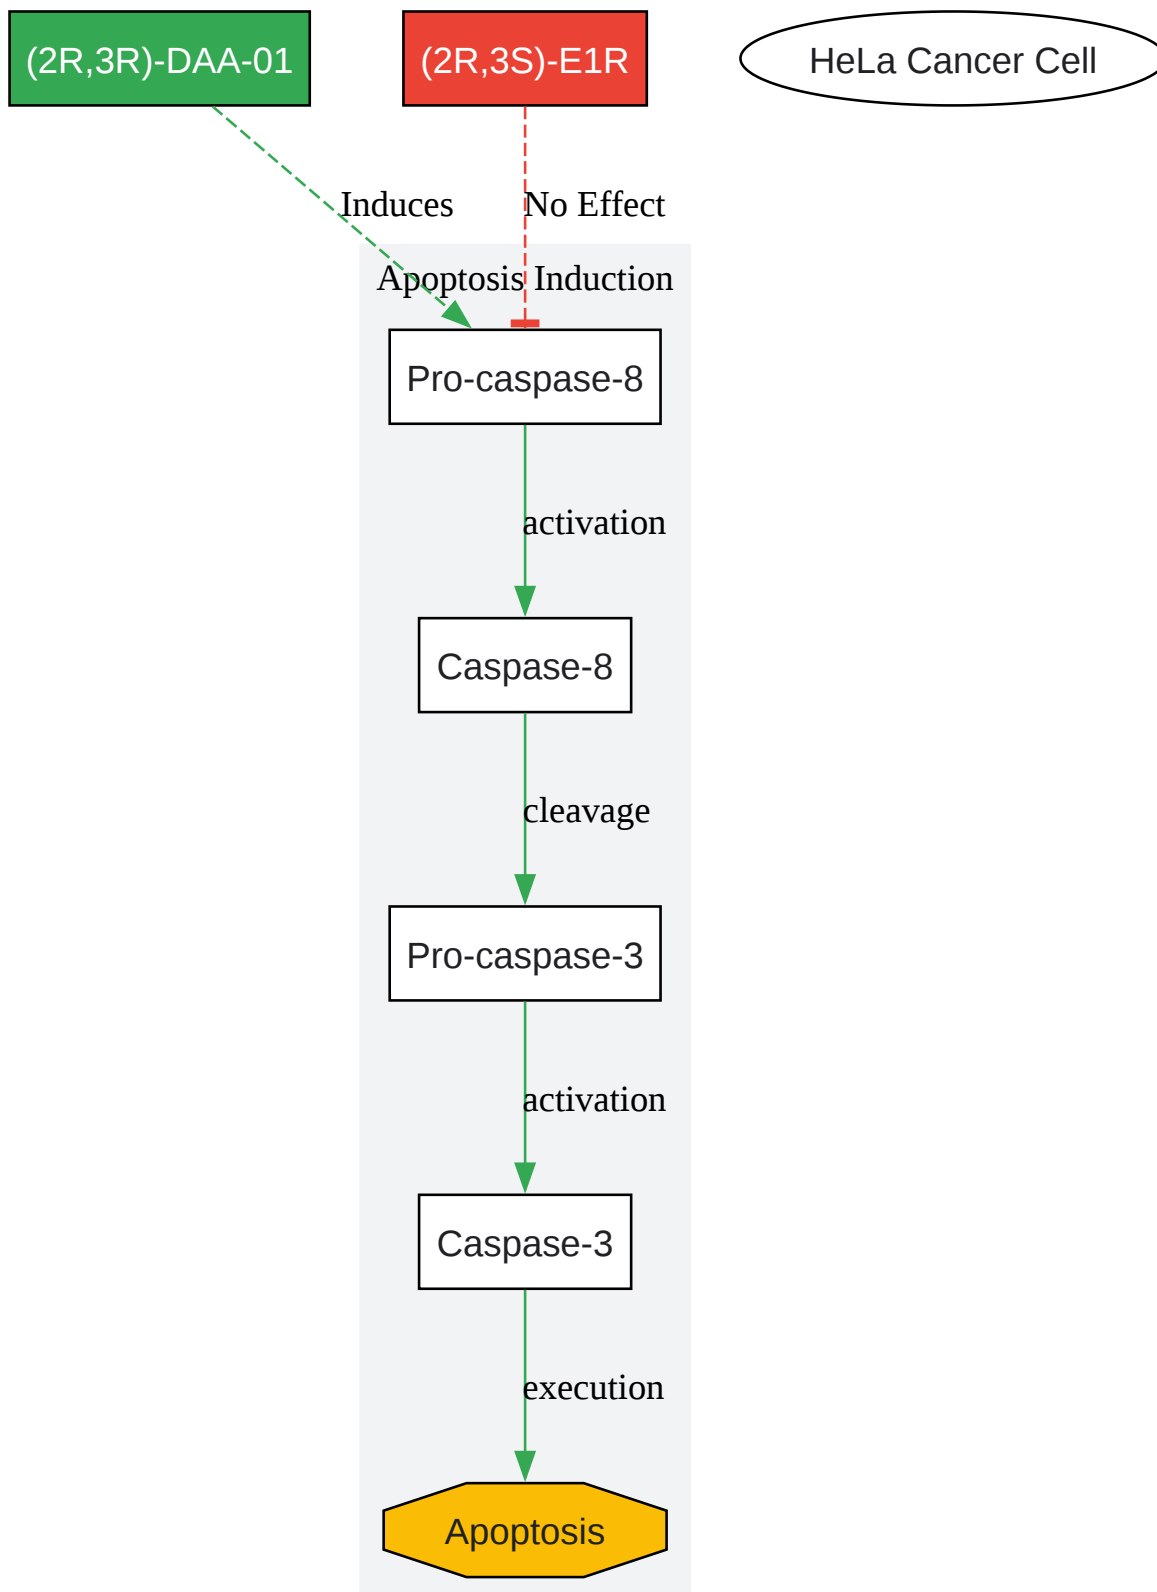 (2R,3R)-DAA-01
(2R,3S)-E1R
HeLa Cancer Cell
Induces
No Effect
Apoptosis Induction
Pro-caspase-8
activation
Caspase-8
cleavage
Pro-caspase-3
activation
Caspase-3
execution
Apoptosis